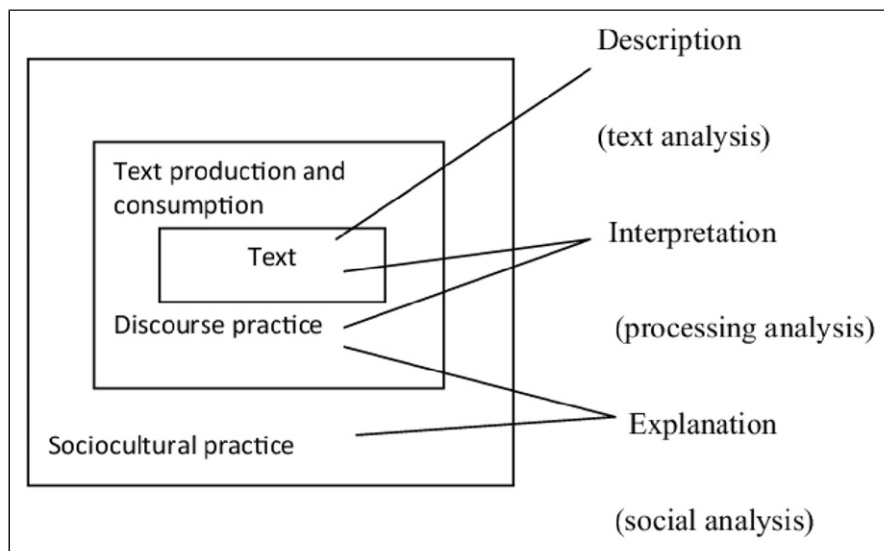 Description
(text analysis)
Text production and
consumption
Text
Interpretation
Discourse practice
(processing analysis)
Explanation
Sociocultural practice
(social analysis)